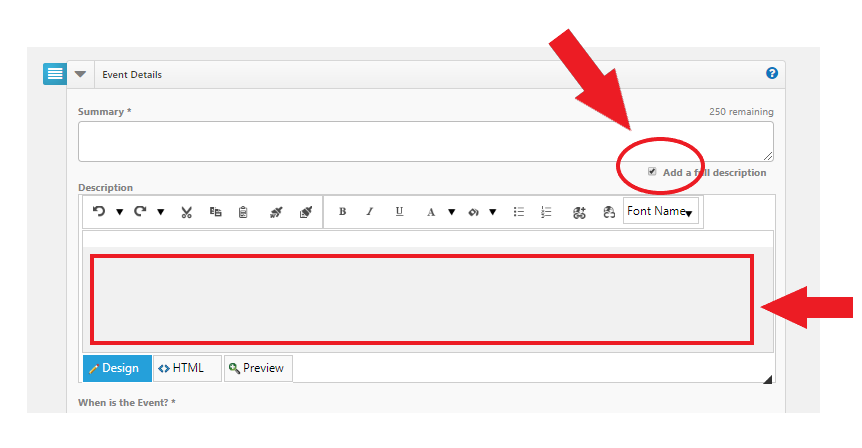 Event Details
Summary *
250 remaining
Add a full description
Description
B I U A Font Name
Design HTML Preview
When is the Event? *